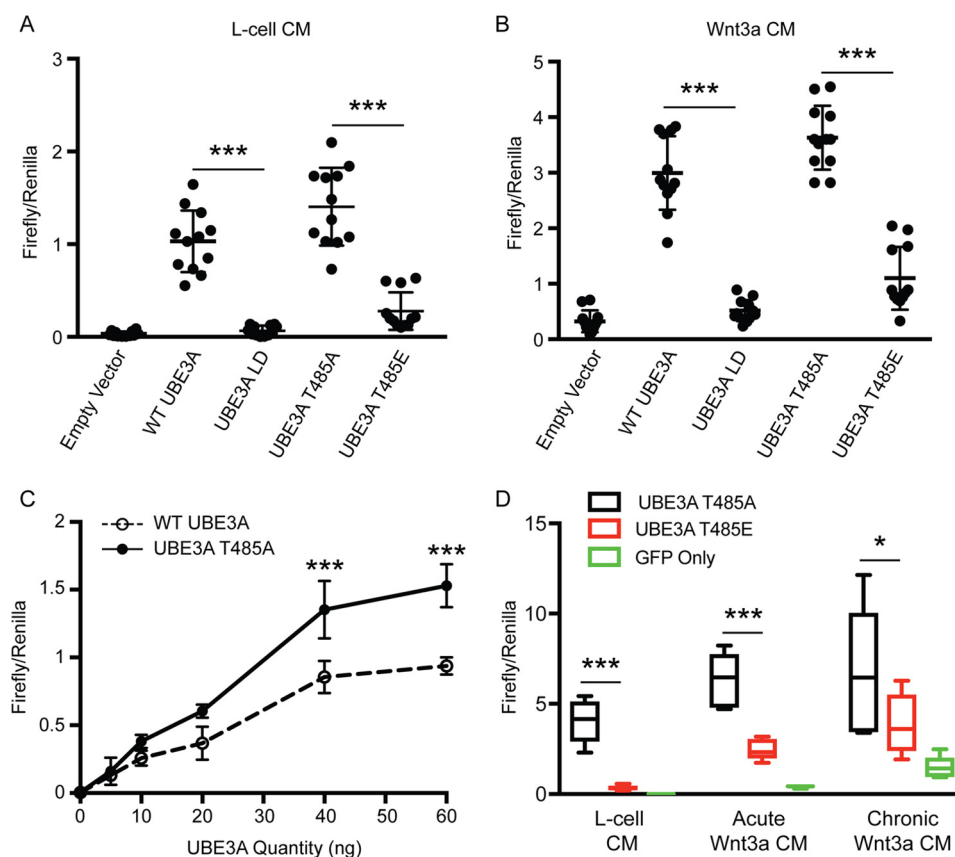 A
L-cell CM
Firefly/Renilla
3
2
1
0
***
***
Empty Vector
WT UBE3A
UBE3A LD
UBE3A T485A
UBE3A T485E
B
Wnt3a CM
Firefly/Renilla
5
4
3
2
1
0
***
***
Empty Vector
WT UBE3A
UBE3A LD
UBE3A T485A
UBE3A T485E
C
WT UBE3A
UBE3A T485A
Firefly/Renilla
2
1.5
1
0.5
0
***
***
0 10 20 30 40 50 60
UBE3A Quantity (ng)
D
UBE3A T485A
UBE3A T485E
GFP Only
Firefly/Renilla
15
10
5
0
***
***
*
L-cell
CM
Acute
Wnt3a CM
Chronic
Wnt3a CM